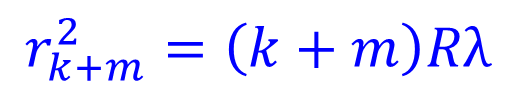 r²ₖ₊ₘ = (k + m)Rλ